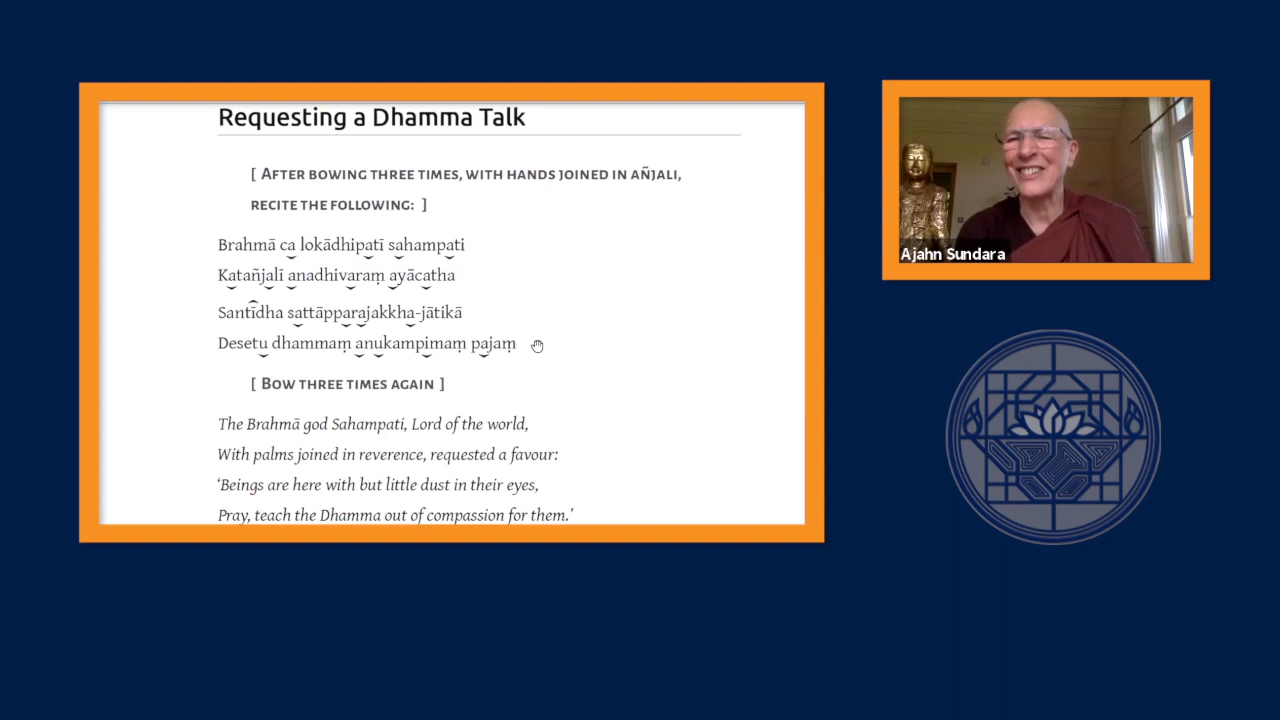 Requesting a Dhamma Talk
[ After bowing three times, with hands joined in añjali,
recite the following: ]
Brahmā ca lokādhipatī sahampati
Katañjalī anadhivaraṃ ayācatha
Santīdha sattāpparajakkha-jātikā
Desetu dhammaṃ anukampimaṃ pajaṃ
[ Bow three times again ]
The Brahmā god Sahampati, Lord of the world,
With palms joined in reverence, requested a favour:
‘Beings are here with but little dust in their eyes,
Pray, teach the Dhamma out of compassion for them.’
Ajahn Sundara